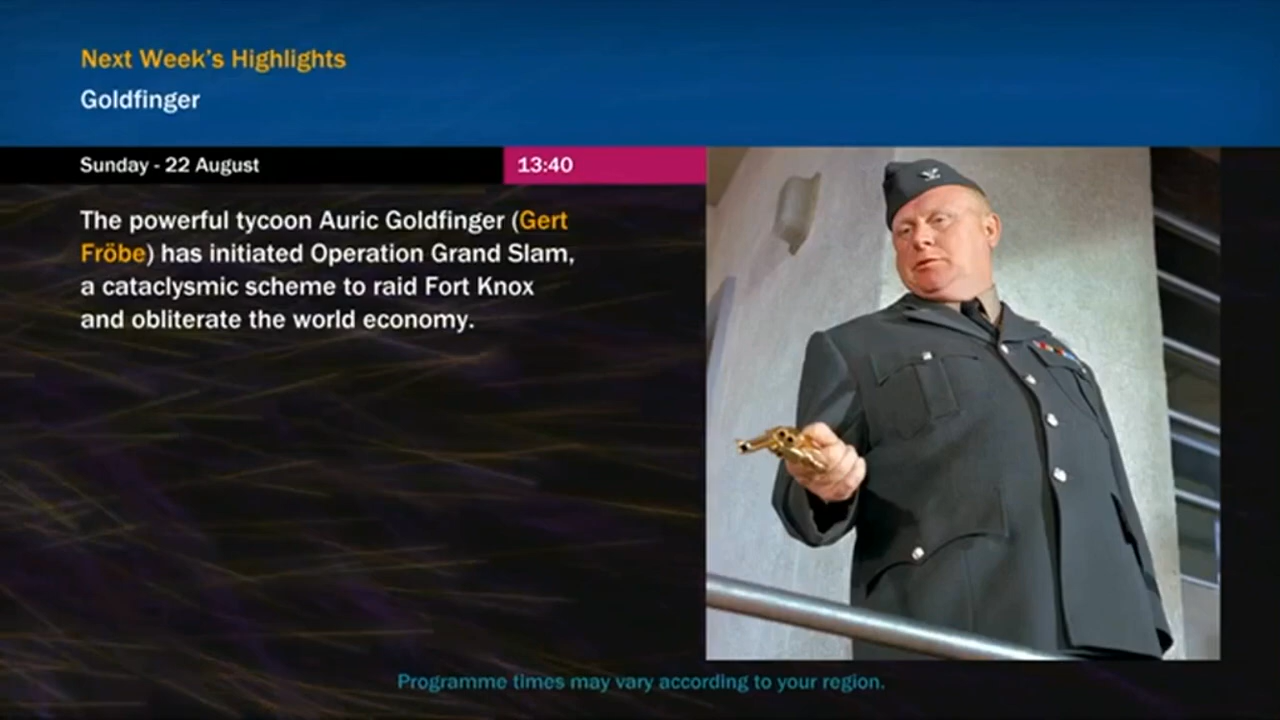 Next Week's Highlights
Goldfinger
Sunday - 22 August
13:40
The powerful tycoon Auric Goldfinger (Gert
Fröbe) has initiated Operation Grand Slam,
a cataclysmic scheme to raid Fort Knox
and obliterate the world economy.
Programme times may vary according to your region.